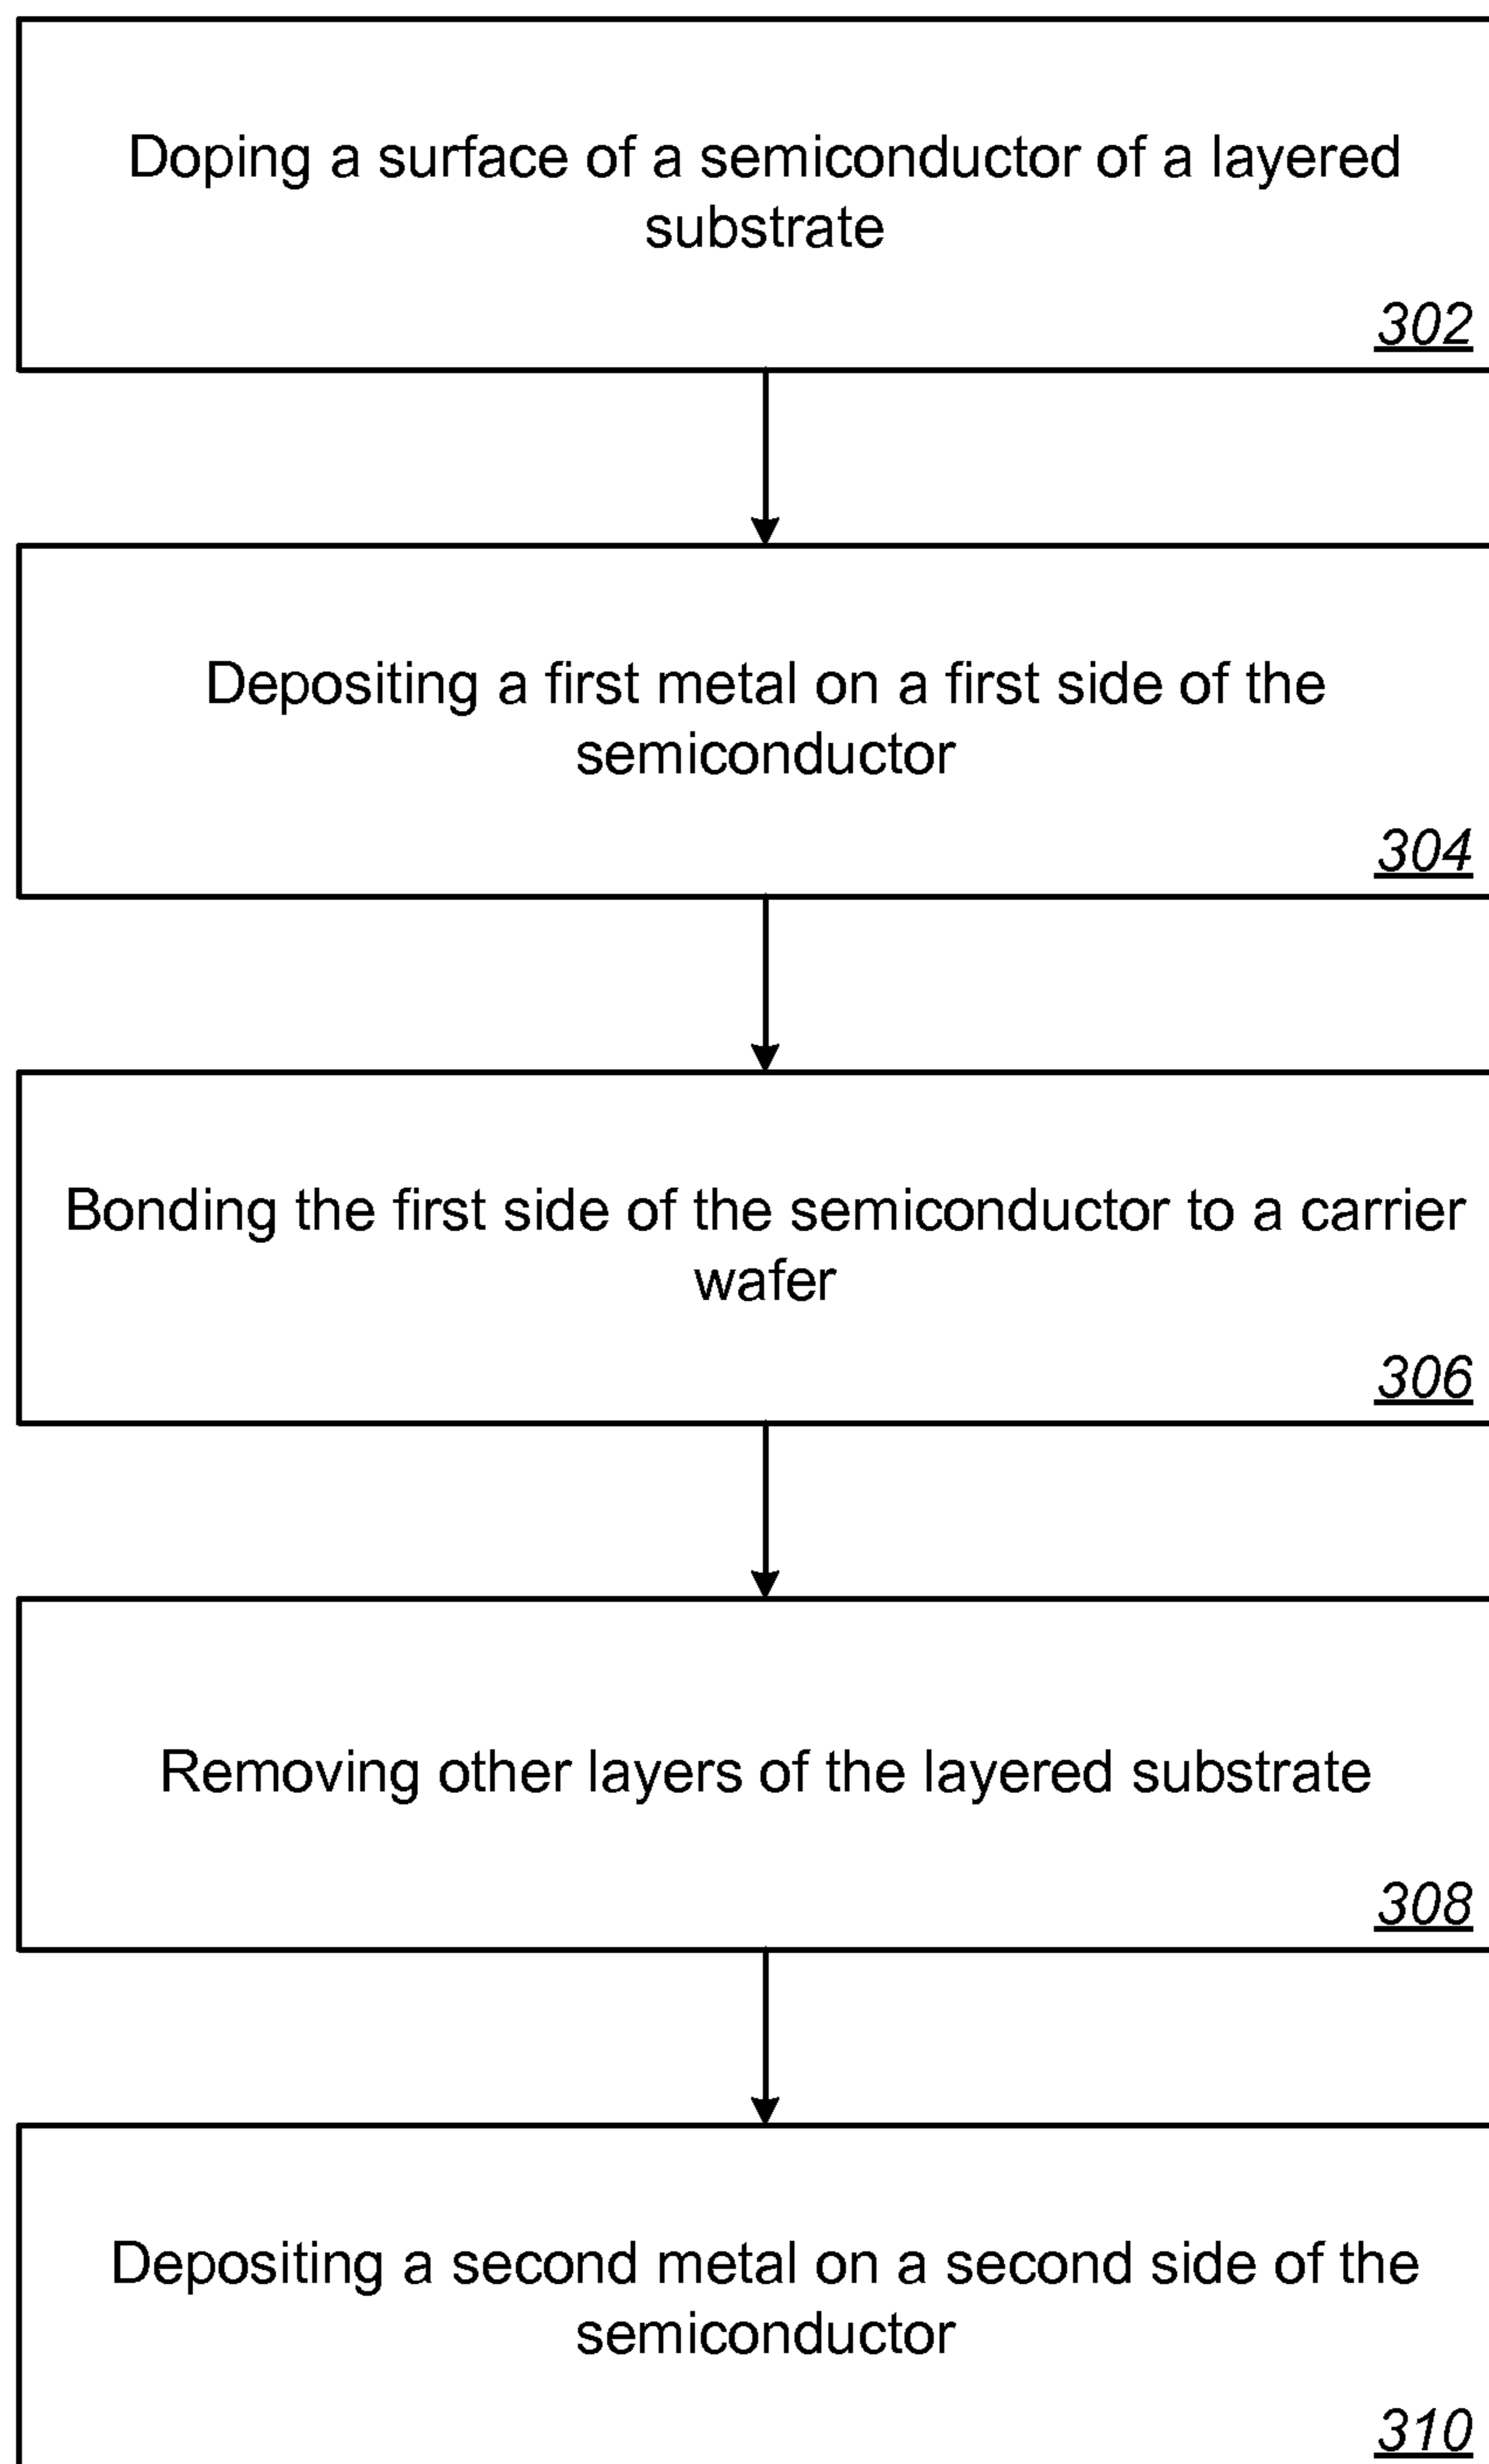 Doping a surface of a semiconductor of a layered
substrate
302
Depositing a first metal on a first side of the
semiconductor
304
Bonding the first side of the semiconductor to a carrier
wafer
306
Removing other layers of the layered substrate
308
Depositing a second metal on a second side of the
semiconductor
310